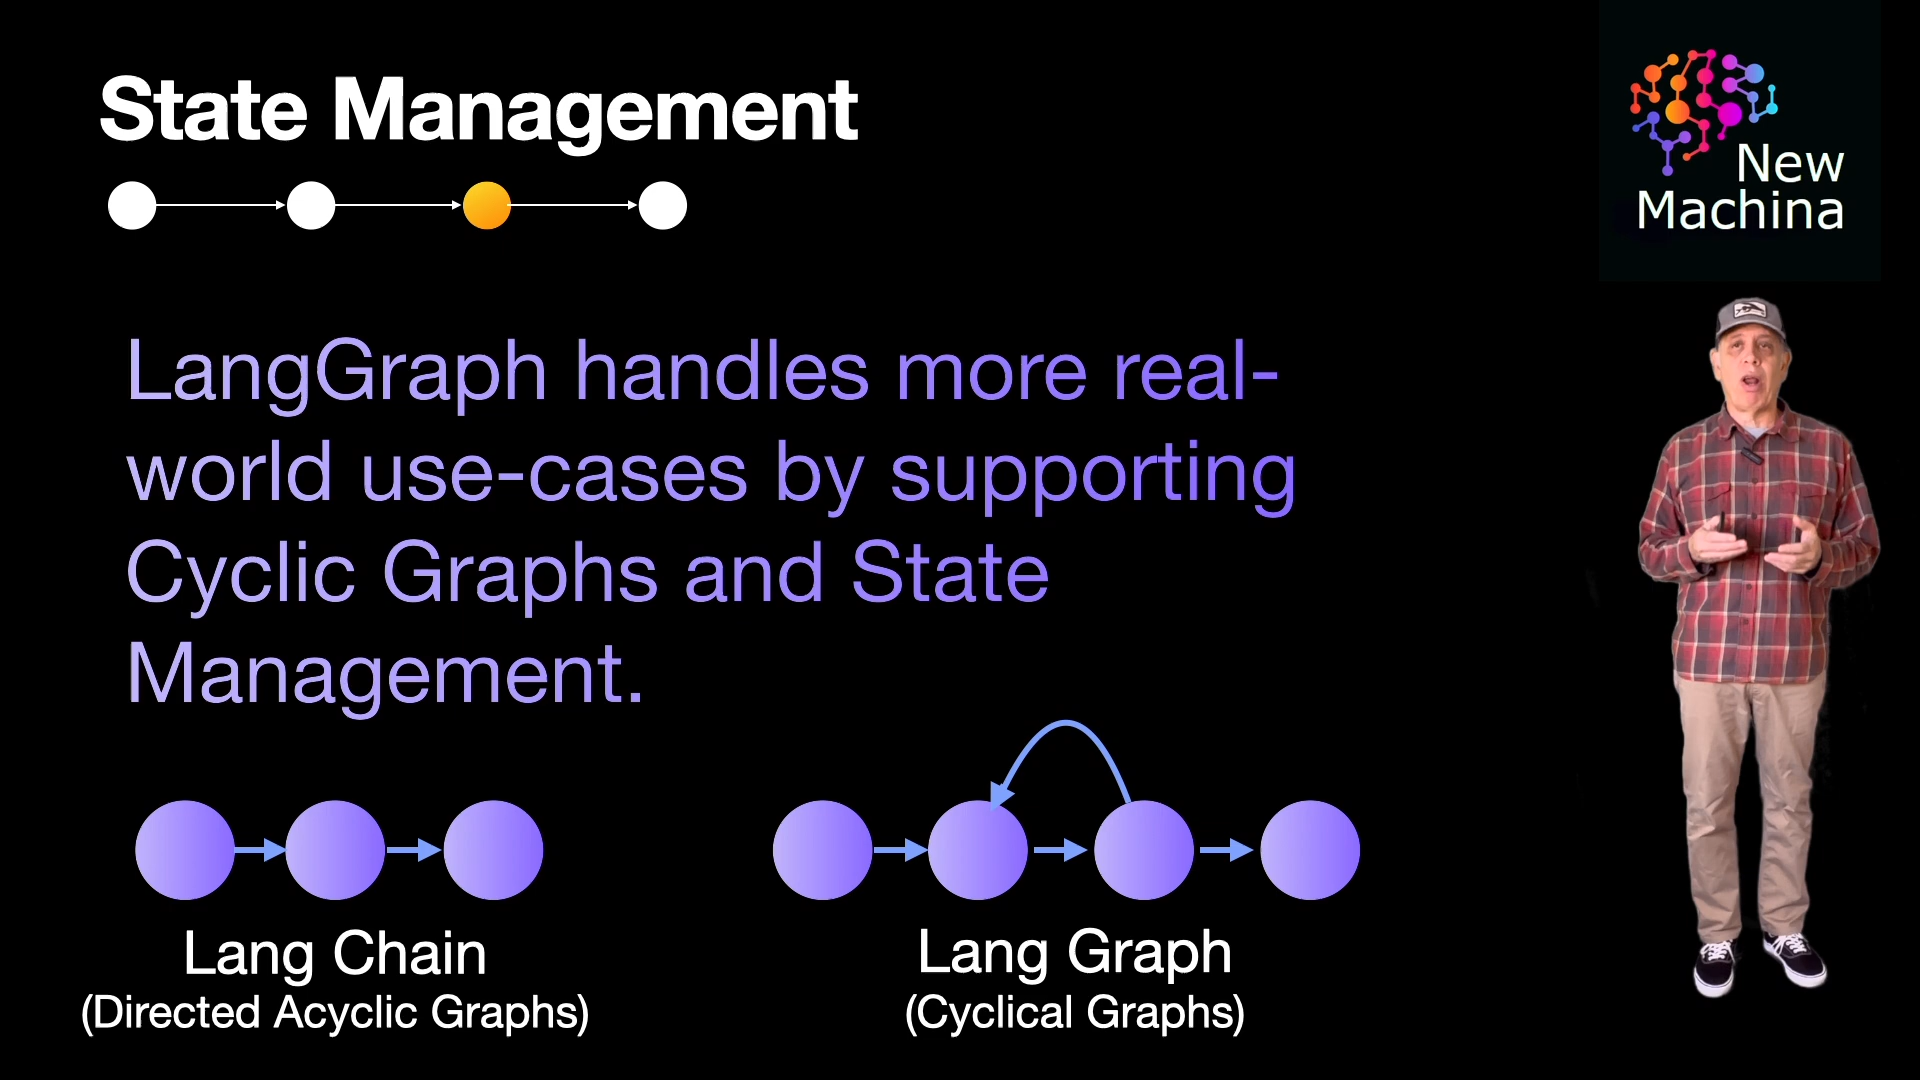 State Management
New
Machina
LangGraph handles more real-
world use-cases by supporting
Cyclic Graphs and State
Management.
Lang Chain
(Directed Acyclic Graphs)
Lang Graph
(Cyclical Graphs)